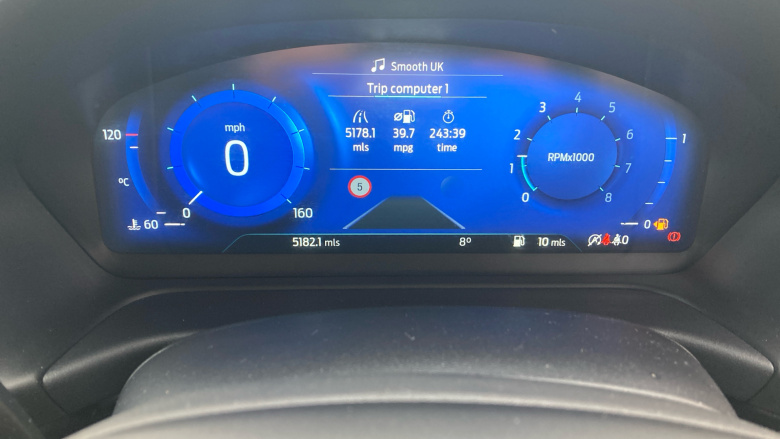 Smooth UK
Trip computer 1
5178.1 39.7 243:39
mls mpg time
120
°C
60
mph
0
0 160
5
0 1 2 3 4 5 6 7 8
RPMx1000
1
0
5182.1 mls 8° 10 mls
0